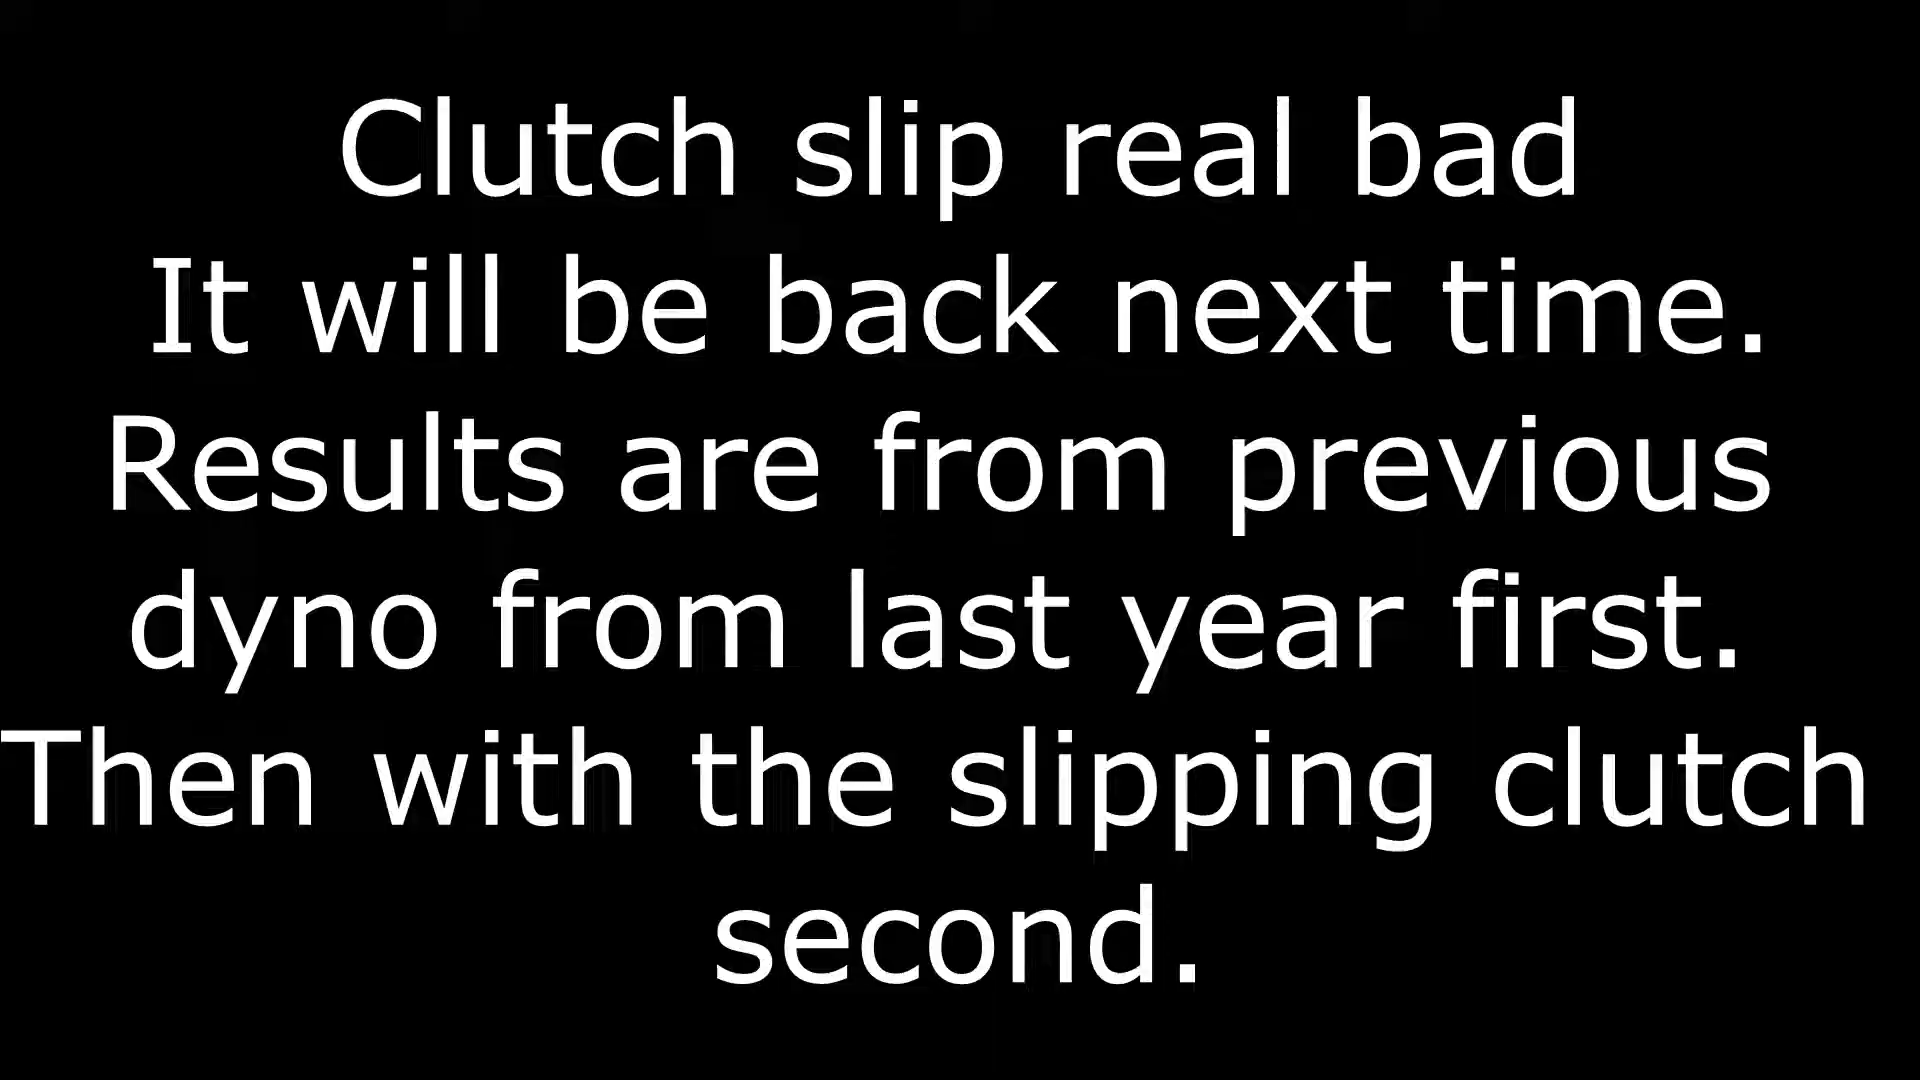 Clutch slip real bad
It will be back next time.
Results are from previous
dyno from last year first.
Then with the slipping clutch
second.